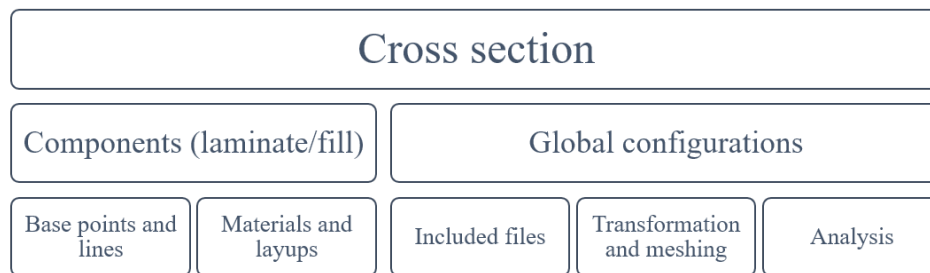 Cross section
Components (laminate/fill)
Global configurations
Base points and
lines
Materials and
layups
Included files
Transformation
and meshing
Analysis